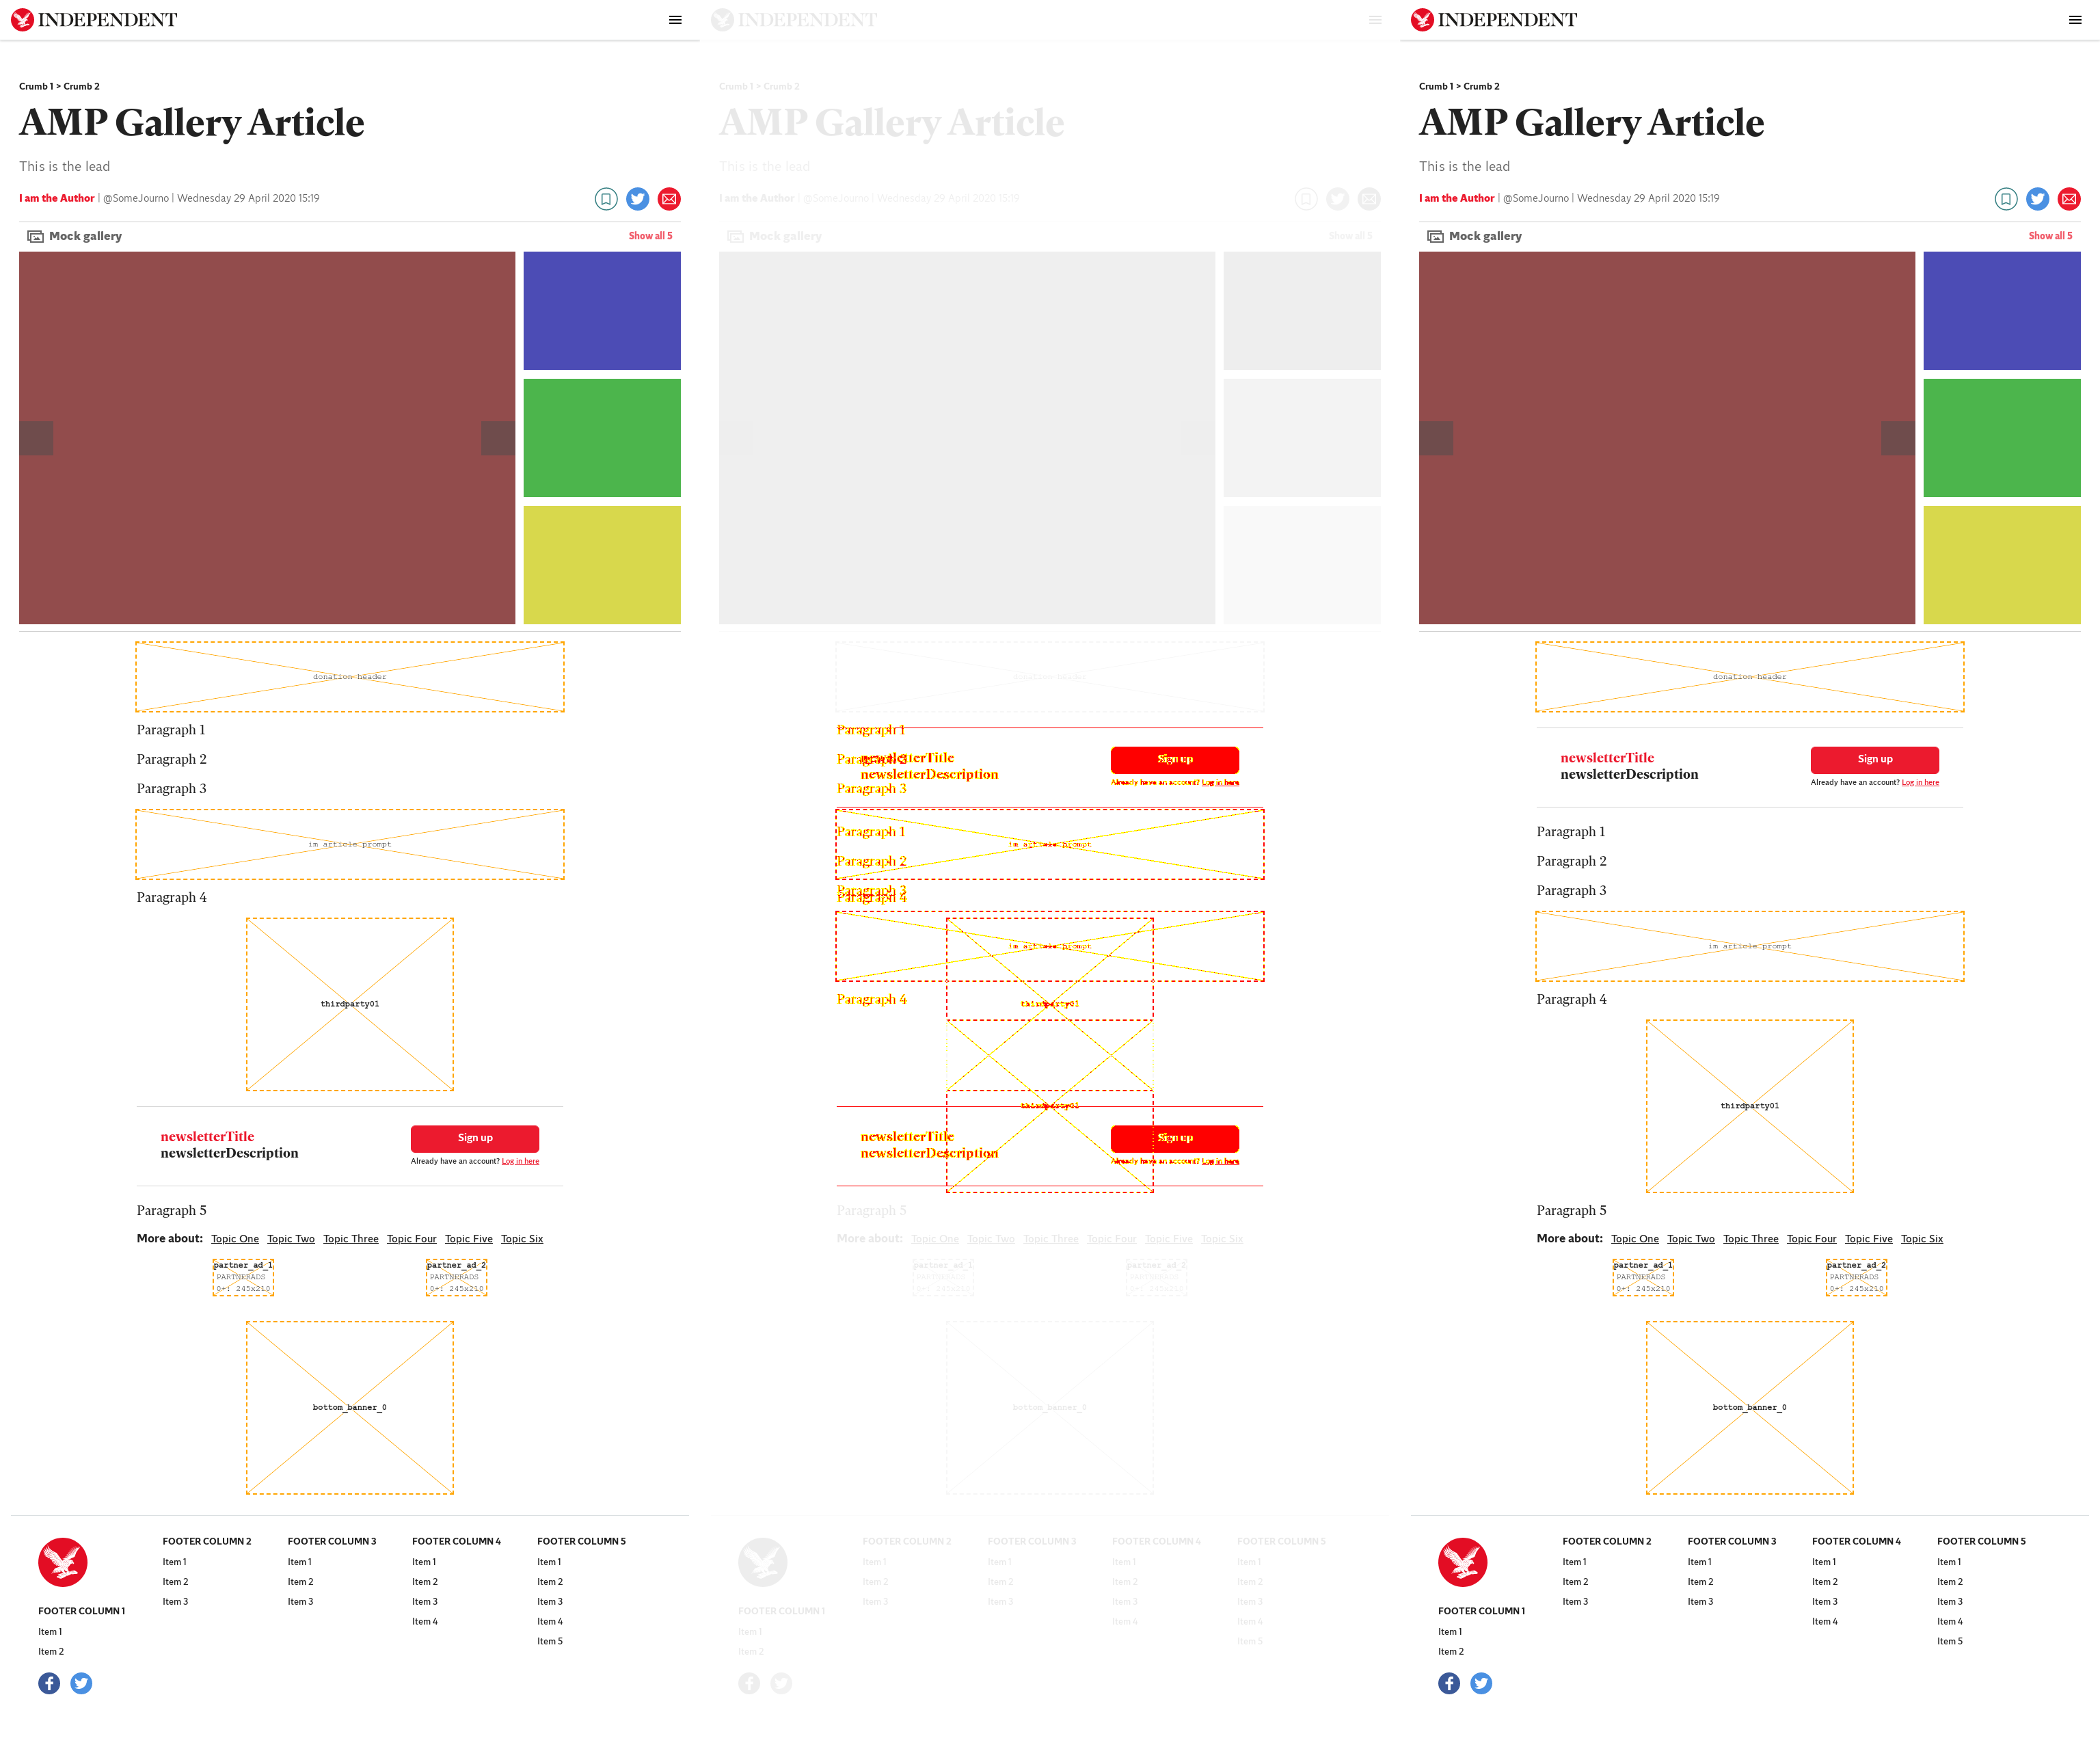 INDEPENDENT
Crumb 1 > Crumb 2
AMP Gallery Article
This is the lead
I am the Author | @SomeJourno | Wednesday 29 April 2020 15:19
Mock gallery
Show all 5
donation header
Paragraph 1
Paragraph 2
Paragraph 3
im article prompt
Paragraph 4
thirdparty01
newsletterTitle
newsletterDescription
Sign up
Already have an account? Log in here
Paragraph 5
More about: Topic One Topic Two Topic Three Topic Four Topic Five Topic Six
partner_ad_1
PARTNERADS
0+: 245x210
partner_ad_2
PARTNERADS
0+: 245x210
bottom_banner_0
FOOTER COLUMN 1
Item 1
Item 2
FOOTER COLUMN 2
Item 1
Item 2
Item 3
FOOTER COLUMN 3
Item 1
Item 2
Item 3
FOOTER COLUMN 4
Item 1
Item 2
Item 3
Item 4
FOOTER COLUMN 5
Item 1
Item 2
Item 3
Item 4
Item 5
INDEPENDENT
Crumb 1 > Crumb 2
AMP Gallery Article
This is the lead
I am the Author | @SomeJourno | Wednesday 29 April 2020 15:19
Mock gallery
Show all 5
donation header
Paragraph 1
newsletterTitle
newsletterDescription
Sign up
Already have an account? Log in here
Paragraph 3
Paragraph 1
im article prompt
Paragraph 2
Paragraph 3
Paragraph 4
im article prompt
Paragraph 4
thirdparty01
thirdparty01
newsletterTitle
newsletterDescription
Sign up
Already have an account? Log in here
Paragraph 5
More about: Topic One Topic Two Topic Three Topic Four Topic Five Topic Six
partner_ad_1
PARTNERADS
0+: 245x210
partner_ad_2
PARTNERADS
0+: 245x210
bottom_banner_0
FOOTER COLUMN 1
Item 1
Item 2
FOOTER COLUMN 2
Item 1
Item 2
Item 3
FOOTER COLUMN 3
Item 1
Item 2
Item 3
FOOTER COLUMN 4
Item 1
Item 2
Item 3
Item 4
FOOTER COLUMN 5
Item 1
Item 2
Item 3
Item 4
Item 5
INDEPENDENT
Crumb 1 > Crumb 2
AMP Gallery Article
This is the lead
I am the Author | @SomeJourno | Wednesday 29 April 2020 15:19
Mock gallery
Show all 5
donation header
newsletterTitle
newsletterDescription
Sign up
Already have an account? Log in here
Paragraph 1
Paragraph 2
Paragraph 3
im article prompt
Paragraph 4
thirdparty01
Paragraph 5
More about: Topic One Topic Two Topic Three Topic Four Topic Five Topic Six
partner_ad_1
PARTNERADS
0+: 245x210
partner_ad_2
PARTNERADS
0+: 245x210
bottom_banner_0
FOOTER COLUMN 1
Item 1
Item 2
FOOTER COLUMN 2
Item 1
Item 2
Item 3
FOOTER COLUMN 3
Item 1
Item 2
Item 3
FOOTER COLUMN 4
Item 1
Item 2
Item 3
Item 4
FOOTER COLUMN 5
Item 1
Item 2
Item 3
Item 4
Item 5